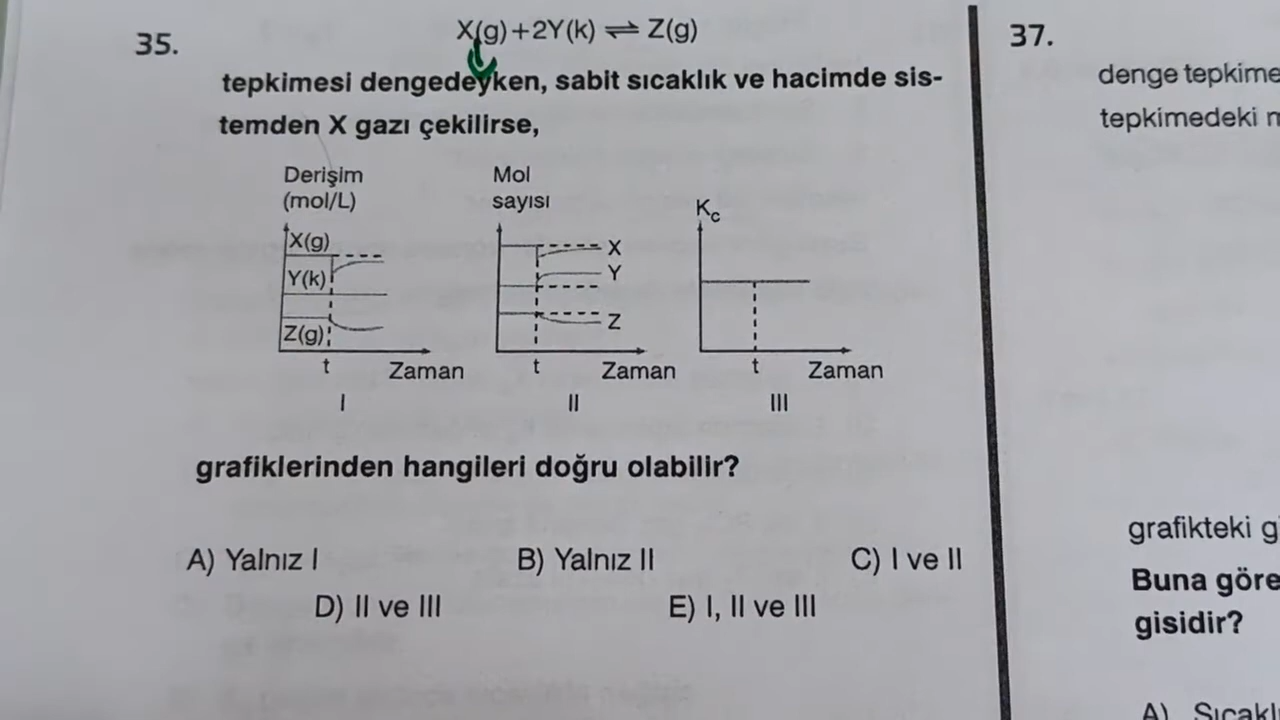 35.
X(g)+2Y(k) ⇌ Z(g)
tepkimesi dengedeyken, sabit sıcaklık ve hacimde sis-
temden X gazı çekilirse,
Derişim
(mol/L)
X(g)
Y(k)
Z(g)
t
Zaman
I
Mol
sayısı
X
Y
Z
t
Zaman
II
Kc
t
Zaman
III
grafiklerinden hangileri doğru olabilir?
A) Yalnız I
B) Yalnız II
C) I ve II
D) II ve III
E) I, II ve III
37.
denge tepkime
tepkimedeki
grafikteki
Buna göre
gisidir?
A) Sıcakl